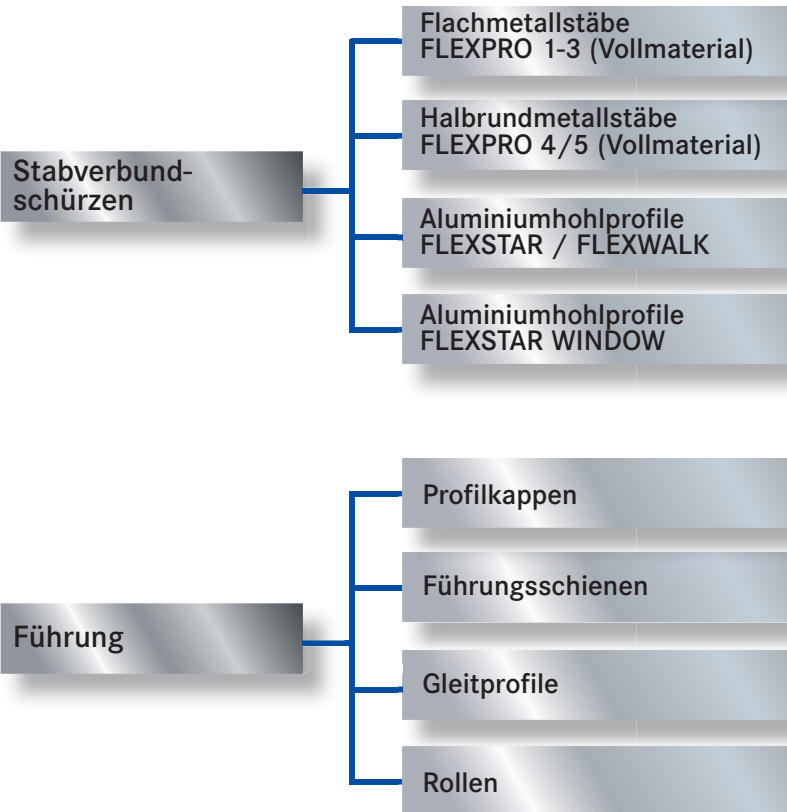 Stabverbund-
schürzen
Flachmetallstäbe
FLEXPRO 1-3 (Vollmaterial)
Halbrundmetallstäbe
FLEXPRO 4/5 (Vollmaterial)
Aluminiumhohlprofile
FLEXSTAR / FLEXWALK
Aluminiumhohlprofile
FLEXSTAR WINDOW
Führung
Profilkappen
Führungsschienen
Gleitprofile
Rollen